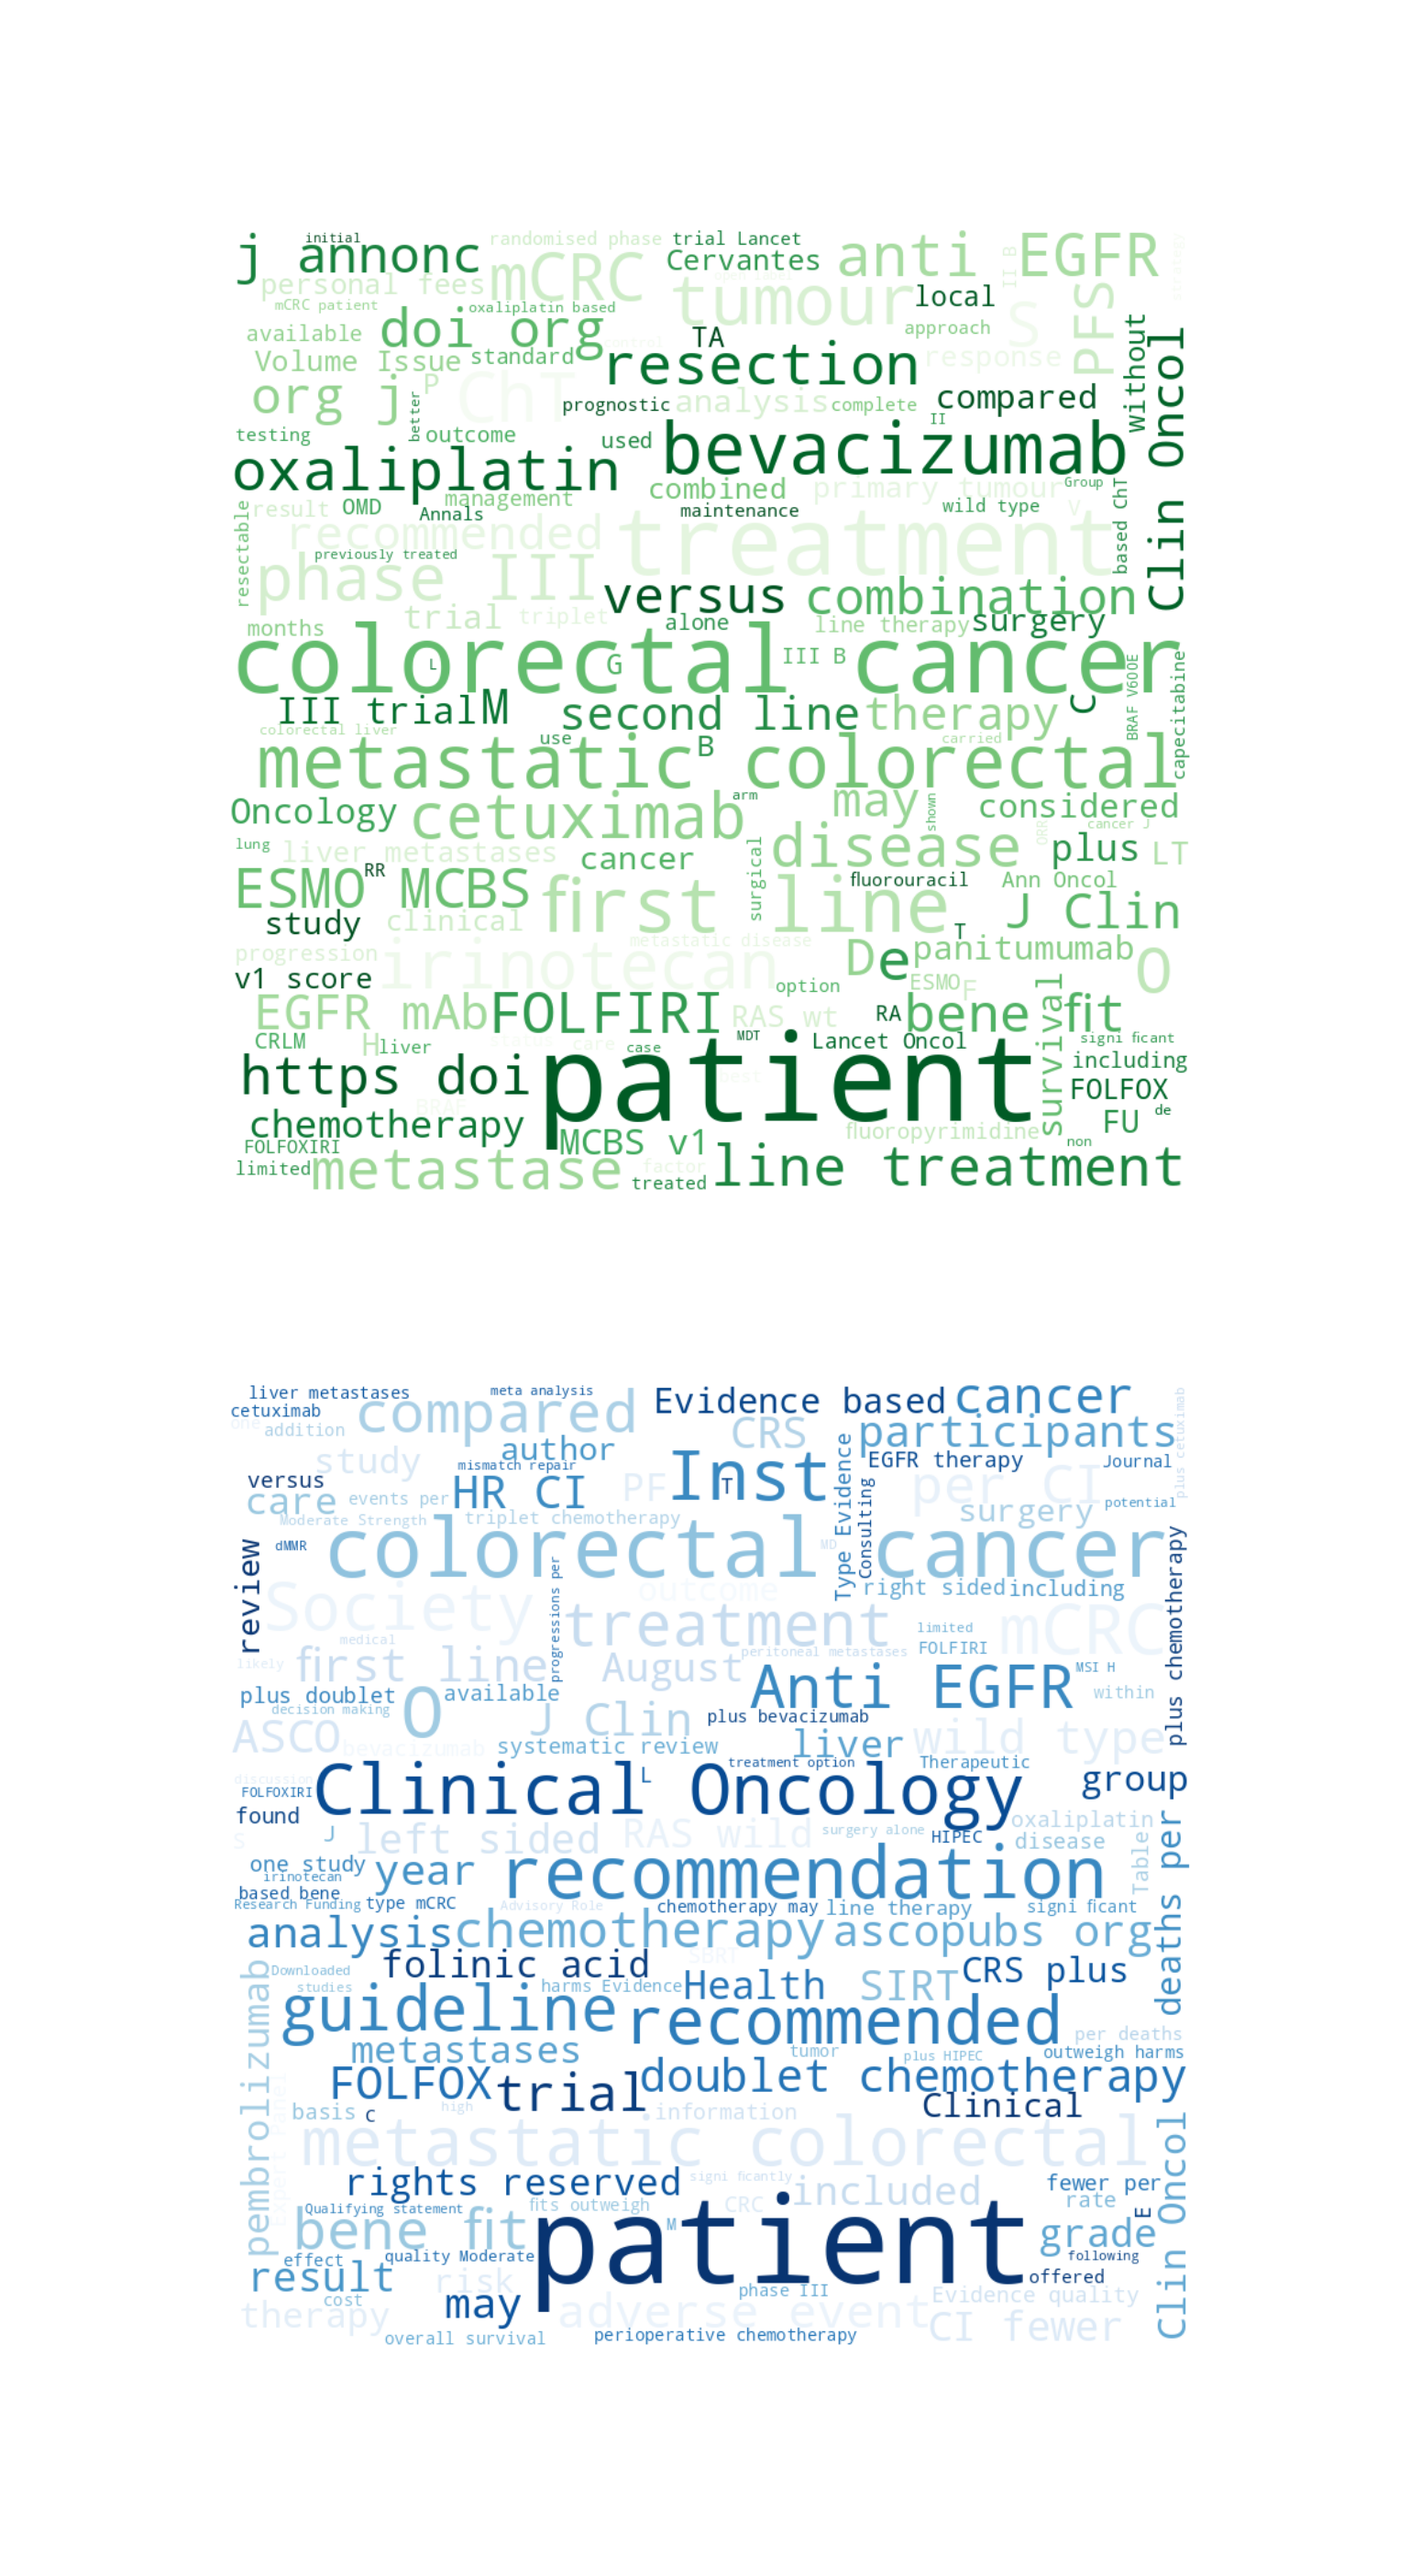 initial
j annonc
randomised phase
trial Lancet
Cervantes
anti EGFR
II B
personal fees
mCRC
tumour
local
S
PFS
mCRC patient
oxaliplatin based
available
doi org
control
TA
approach
without
Clin Oncol
Volume Issue
standard
resection
response
org j
P
ChT
better
prognostic
analysis
complete
compared
II
testing
outcome
used
bevacizumab
oxaliplatin
management
combined
primary tumour
Group
based ChT
resectable
result
OMD
Annals
maintenance
wild type
V
recommended
treatment
previously treated
phase III
versus
combination
trial
triplet
alone
line therapy
surgery
months
colorectal cancer
L
G
III B
BRAF V600E
capecitabine
III trial
M
second line
therapy
C
colorectal liver
use
B
carried
metastatic colorectal
arm
Oncology
cetuximab
may
shown
considered
cancer J
lung
liver metastases
cancer
surgical
disease
ORR
plus
LT
ESMO MCBS
RR
first line
fluorouracil
Ann Oncol
study
clinical
T
J Clin
progression
irinotecan
metastatic disease
De
panitumumab
O
v1 score
option
ESMO
F
EGFR mAb
FOLFIRI
RAS wt
RA
bene fit
survival
CRLM
H
liver
status
care
case
MDT
Lancet Oncol
signi ficant
including
https doi
patient
best
FOLFOX
BRAF
chemotherapy
FU
de
FOLFOXIRI
MCBS v1
fluoropyrimidine
non
limited
metastase
factor
treated
line treatment
liver metastases
meta analysis
Evidence based
cancer
cetuximab
one
addition
compared
CRS
participants
plus cetuximab
study
author
mismatch repair
Inst
T
Type Evidence
EGFR therapy
Journal
versus
care
events per
HR CI
PF
Consulting
per CI
surgery
potential
Moderate Strength
triplet chemotherapy
dMMR
colorectal cancer
MD
review
Society
progressions per
outcome
right sided
including
plus chemotherapy
medical
treatment
limited
mCRC
likely
first line
August
peritoneal metastases
FOLFIRI
plus doublet
O
available
Anti EGFR
MSI H
within
decision making
J Clin
plus bevacizumab
ASCO
bevacizumab
systematic review
liver
wild type
discussion
treatment option
Therapeutic
FOLFOXIRI
Clinical Oncology
L
group
found
oxaliplatin
S
J
left sided
RAS wild
surgery alone
HIPEC
disease
Table
deaths per
one study
irinotecan
year
recommendation
based bene
Research Funding
type mCRC
Advisory Role
chemotherapy may
line therapy
signi ficant
analysis
chemotherapy
ascopubs org
folinic acid
SBRT
Downloaded
studies
harms Evidence
Health
SIRT
CRS plus
pembrolizumab
guideline
recommended
per deaths
metastases
tumor
plus HIPEC
outweigh harms
FOLFOX
trial
doublet chemotherapy
expert panel
basis
C
high
information
Clinical
metastatic colorectal
Clin Oncol
rights reserved
signi ficantly
included
fewer per
Qualifying statement
fits outweigh
CRC
rate
bene fit
patient
M
E
grade
effect
quality Moderate
following
result
risk
phase III
offered
cost
may
Evidence quality
therapy
adverse event
CI fewer
overall survival
perioperative chemotherapy